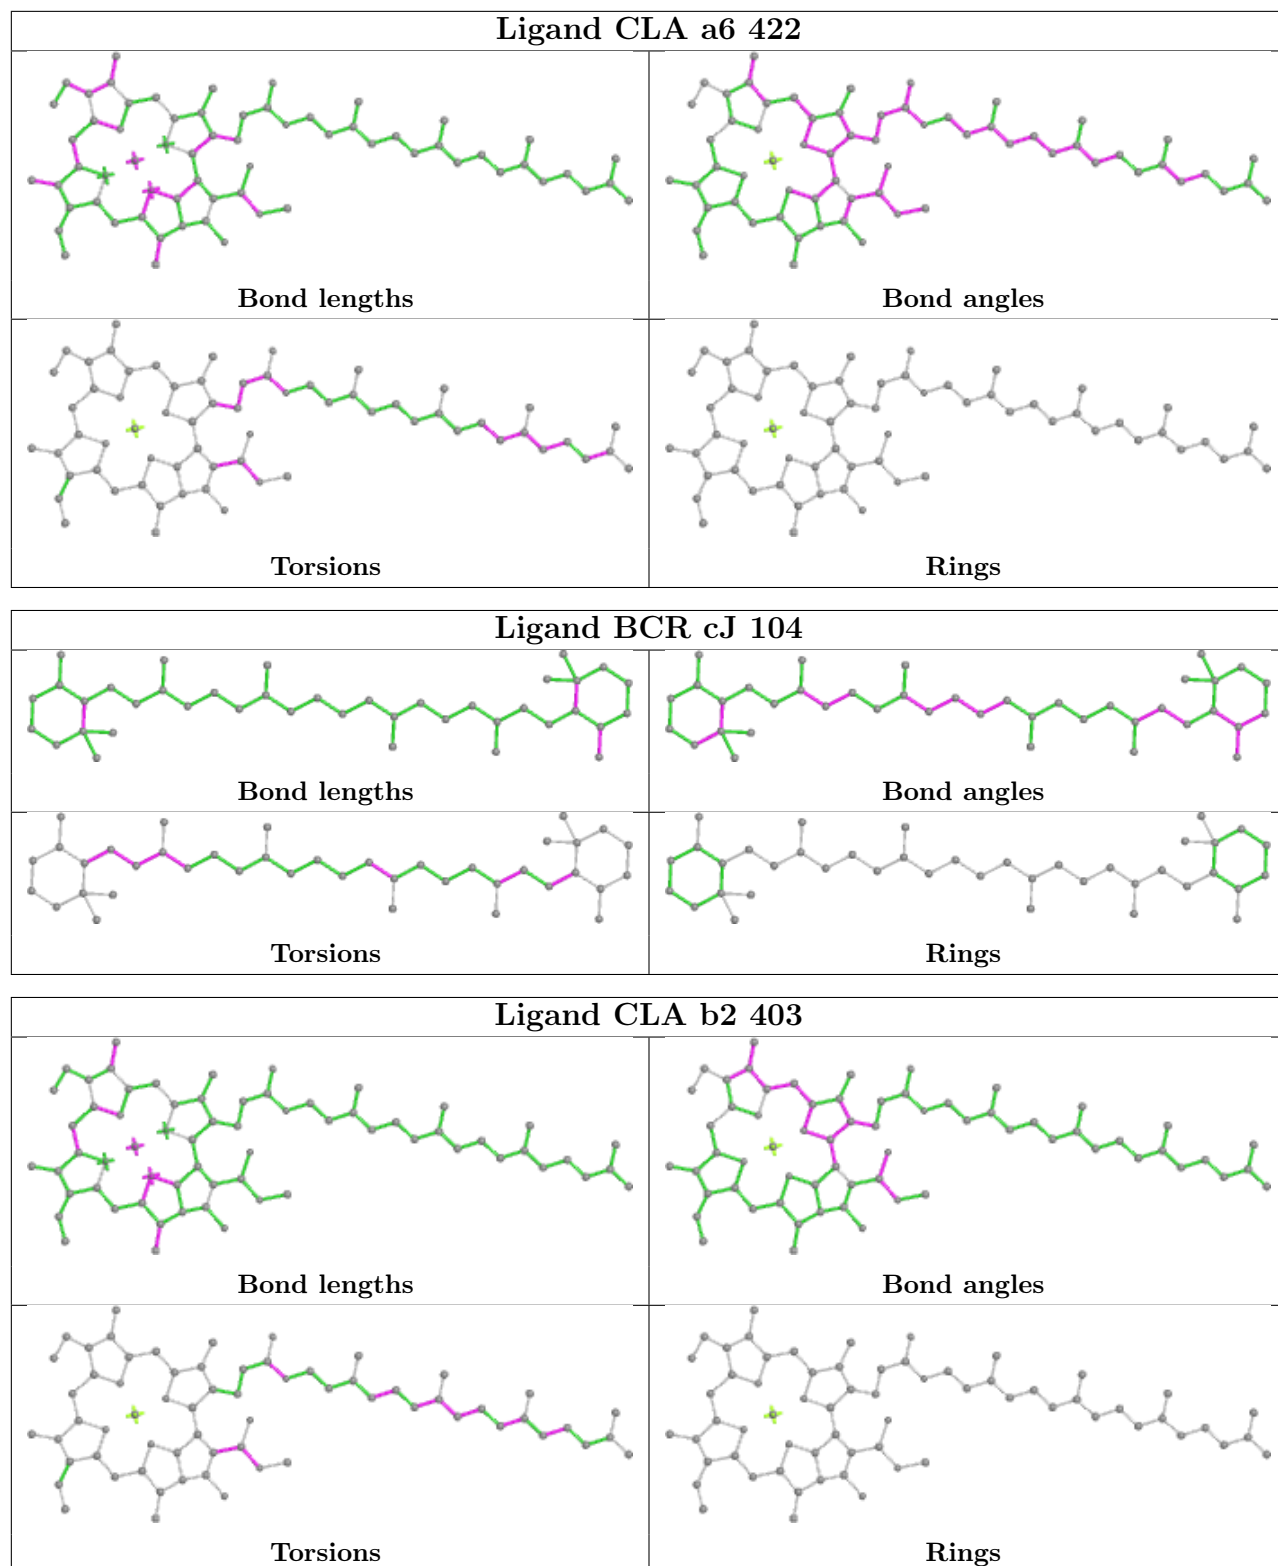 Ligand CLA a6 422
Bond lengths
Bond angles
Torsions
Rings
Ligand BCR cJ 104
Bond lengths
Bond angles
Torsions
Rings
Ligand CLA b2 403
Bond lengths
Bond angles
Torsions
Rings